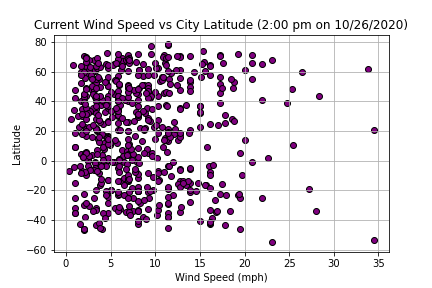 Current Wind Speed vs City Latitude (2:00 pm on 10/26/2020)
80
60
40
20
0
−20
−40
−60
Latitude
0 5 10 15 20 25 30 35
Wind Speed (mph)